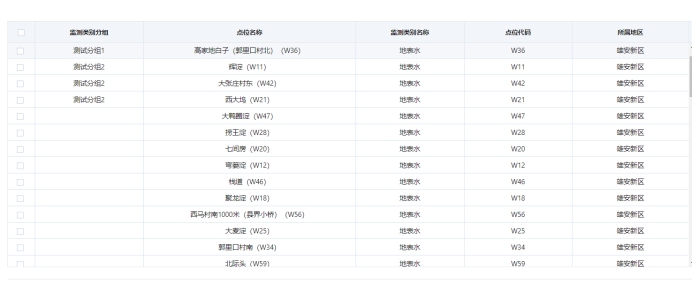 监测类别分组 点位名称 监测类别名称 点位代码 所属地区
测试分组1 高家地白子（郭里口村北）（W36） 地表水 W36 雄安新区
测试分组2 鲟淀（W11） 地表水 W11 雄安新区
测试分组2 大张庄村东（W42） 地表水 W42 雄安新区
测试分组2 西大坞（W21） 地表水 W21 雄安新区
大鸭圈淀（W47） 地表水 W47 雄安新区
捞王淀（W28） 地表水 W28 雄安新区
七间房（W20） 地表水 W20 雄安新区
弯篓淀（W12） 地表水 W12 雄安新区
栈道（W46） 地表水 W46 雄安新区
聚龙淀（W18） 地表水 W18 雄安新区
西马村南1000米（县界小桥）（W56） 地表水 W56 雄安新区
大麦淀（W25） 地表水 W25 雄安新区
郭里口村南（W34） 地表水 W34 雄安新区
北际头（W59） 地表水 W59 雄安新区